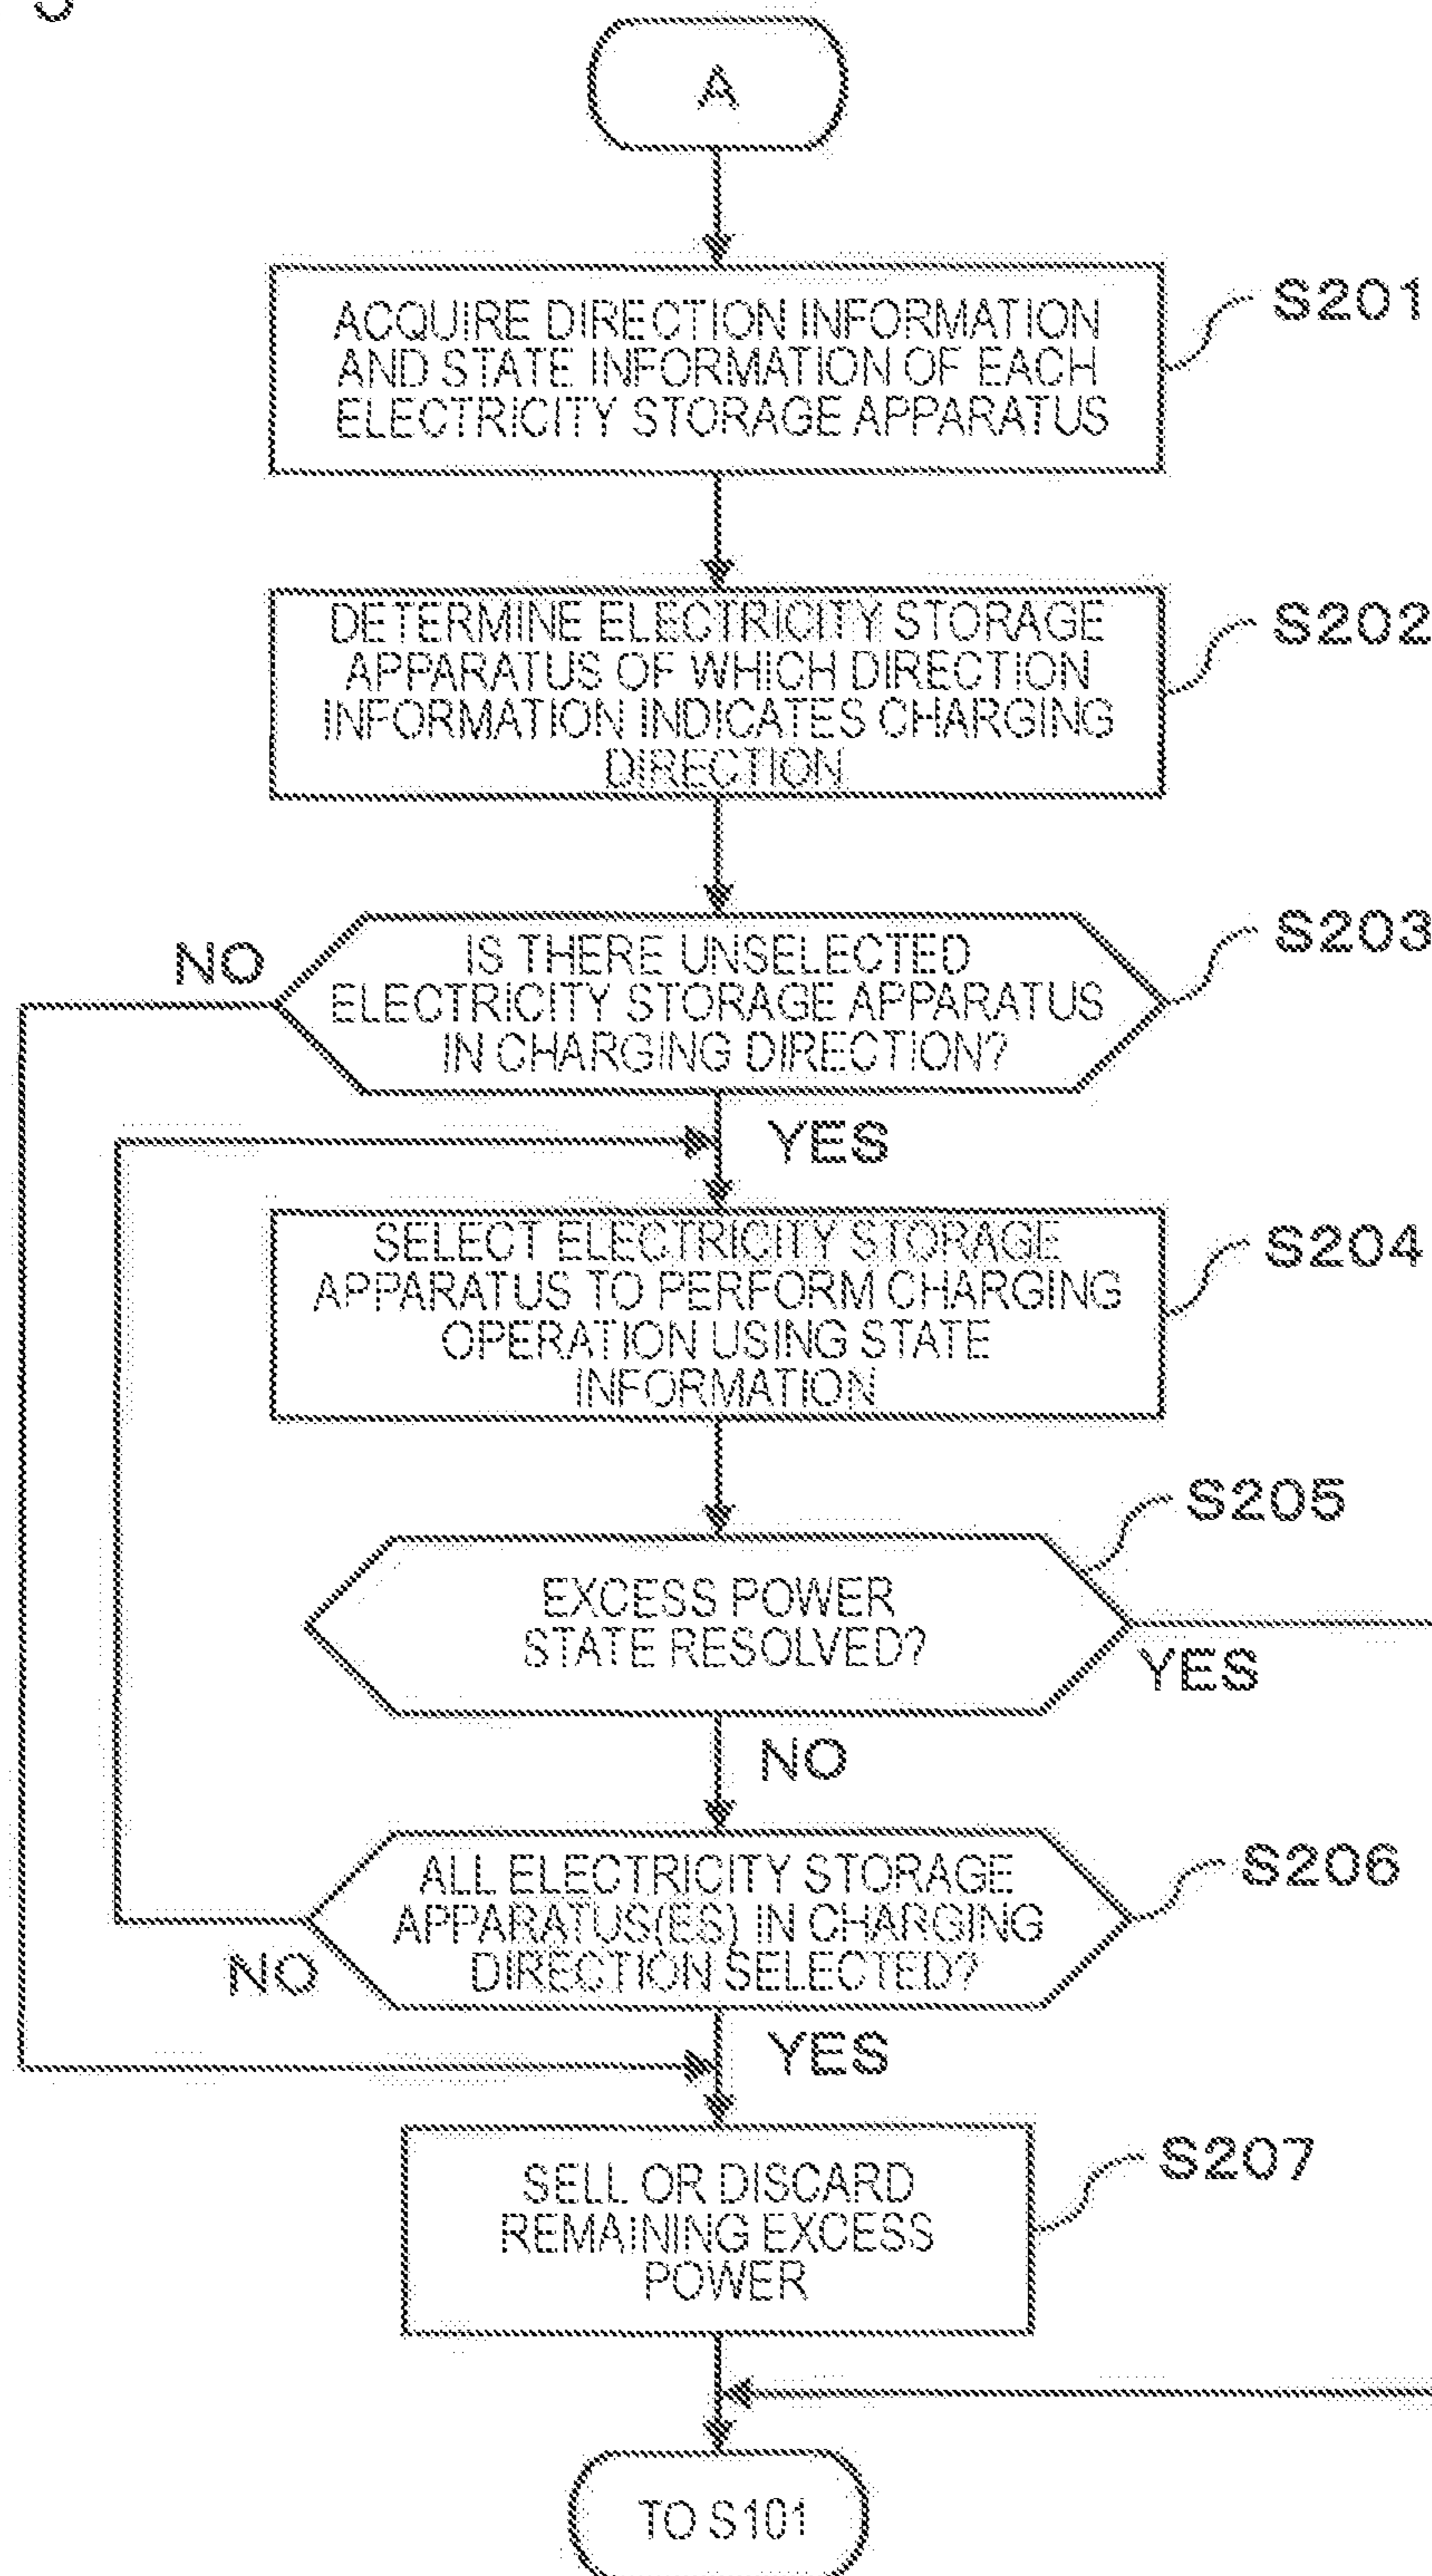 A
ACQUIRE DIRECTION INFORMATION
AND STATE INFORMATION OF EACH
ELECTRICITY STORAGE APPARATUS
S201
DETERMINE ELECTRICITY STORAGE
APPARATUS OF WHICH DIRECTION
INFORMATION INDICATES CHARGING
DIRECTION
S202
NO
IS THERE UNSELECTED
ELECTRICITY STORAGE APPARATUS
IN CHARGING DIRECTION?
S203
YES
SELECT ELECTRICITY STORAGE
APPARATUS TO PERFORM CHARGING
OPERATION USING STATE
INFORMATION
S204
EXCESS POWER
STATE RESOLVED?
S205
YES
NO
ALL ELECTRICITY STORAGE
APPARATUS(ES) IN CHARGING
DIRECTION SELECTED?
S206
NO
YES
SELL OR DISCARD
REMAINING EXCESS
POWER
S207
TO S101